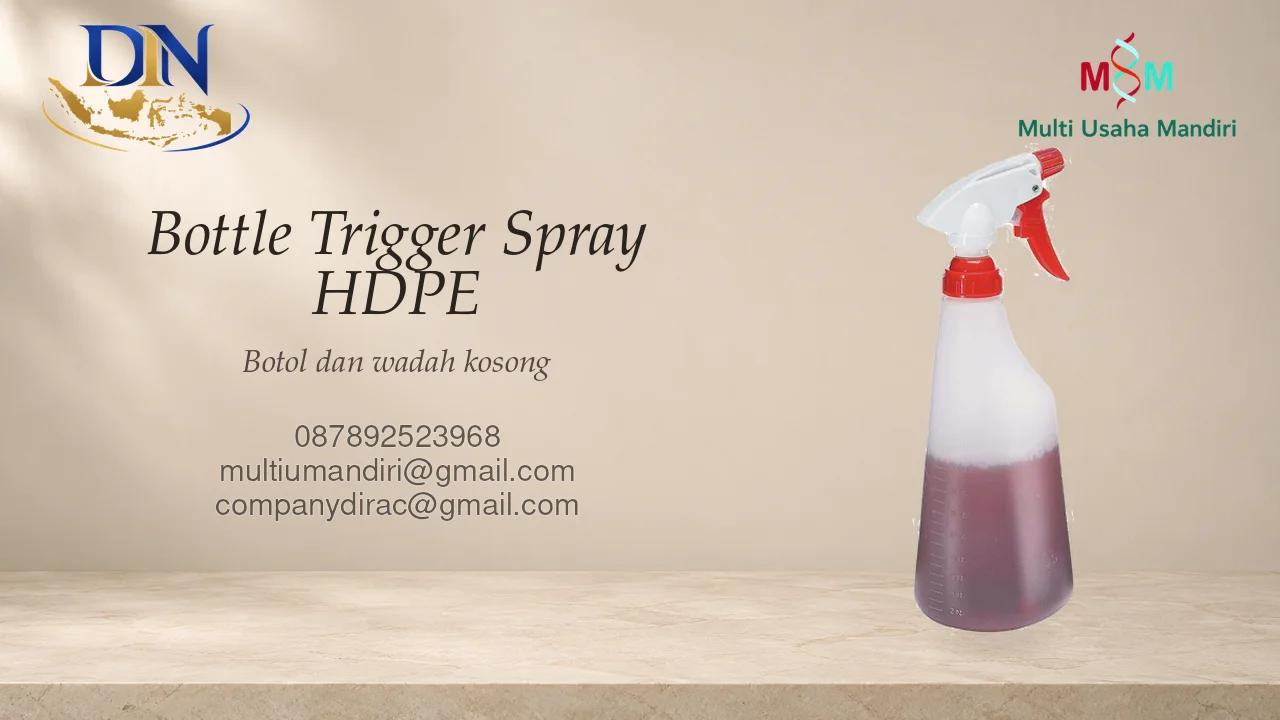 DN
M M
Multi Usaha Mandiri
Bottle Trigger Spray
HDPE
Botol dan wadah kosong
087892523968
multiumandiri@gmail.com
companydirac@gmail.com